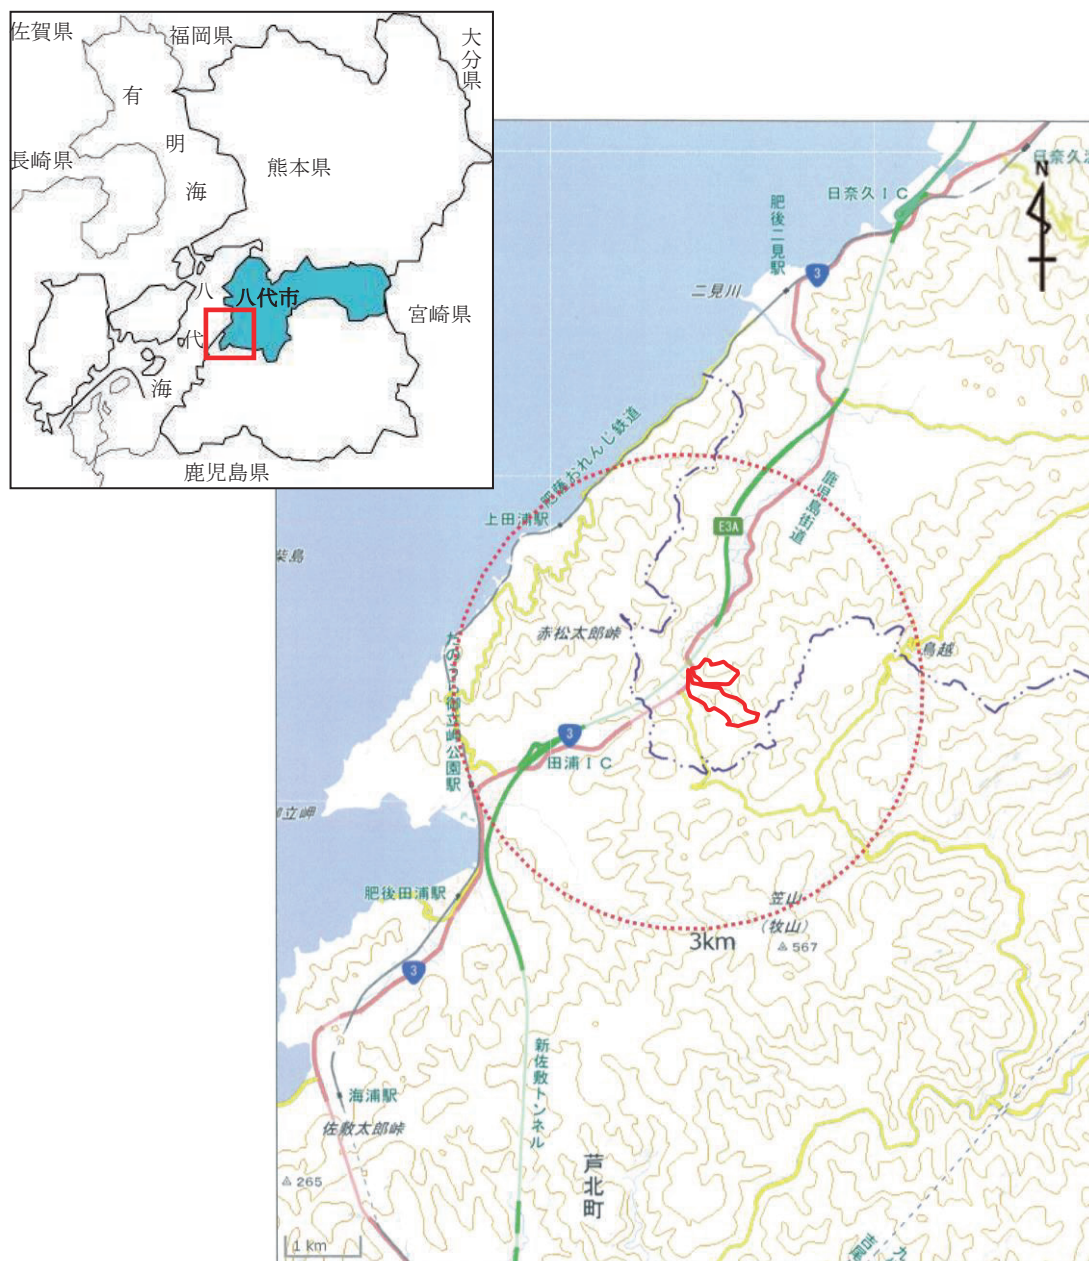 佐賀県
福岡県
大分県
有明海
長崎県
熊本県
八代市
宮崎県
八代海
鹿児島県
日奈久IC
肥後二見駅
N
3
二見川
肥薩おれんじ鉄道
鹿児島街道
上田浦駅
E3A
赤松太郎峠
鳥越
たのうら御立岬公園駅
3
田浦IC
肥後田浦駅
笠山
(牧山)
567
3km
3
新佐敷トンネル
海浦駅
佐敷太郎峠
芦北町
265
1 km